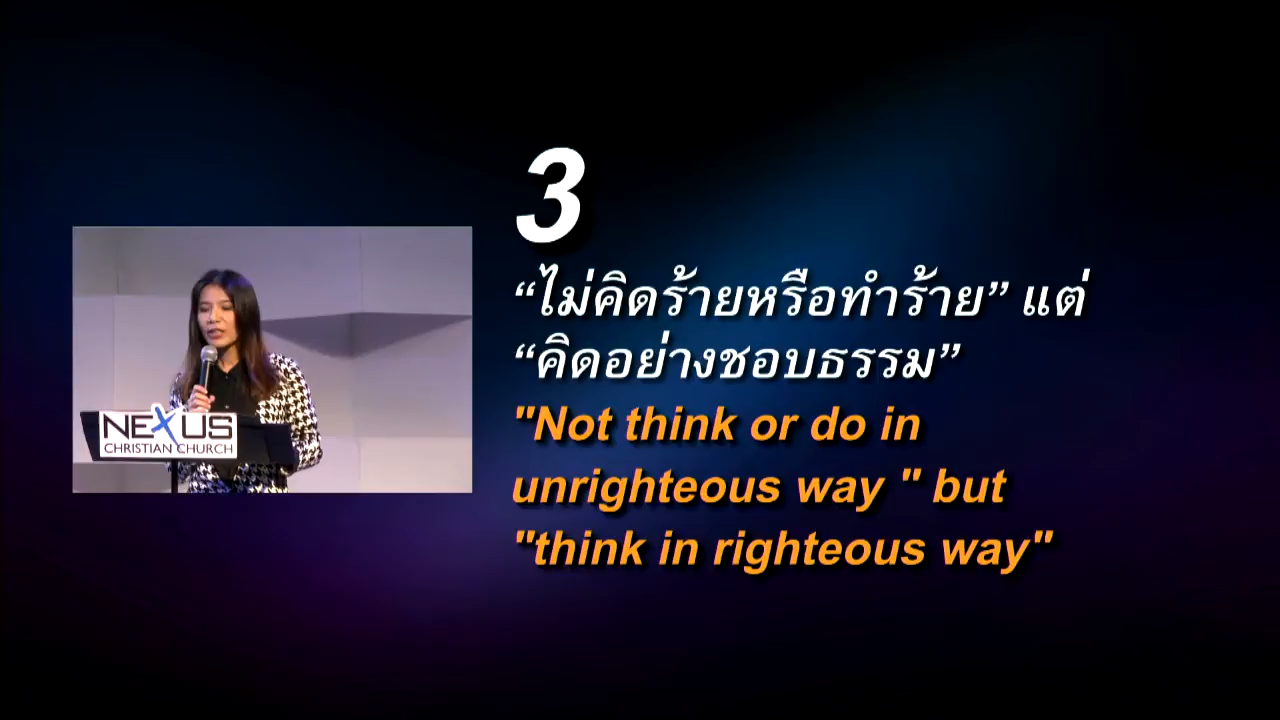 3
“ไม่คิดร้ายหรือทำร้าย” แต่
“คิดอย่างชอบธรรม”
"Not think or do in
unrighteous way " but
"think in righteous way"
NEXUS
CHRISTIAN CHURCH